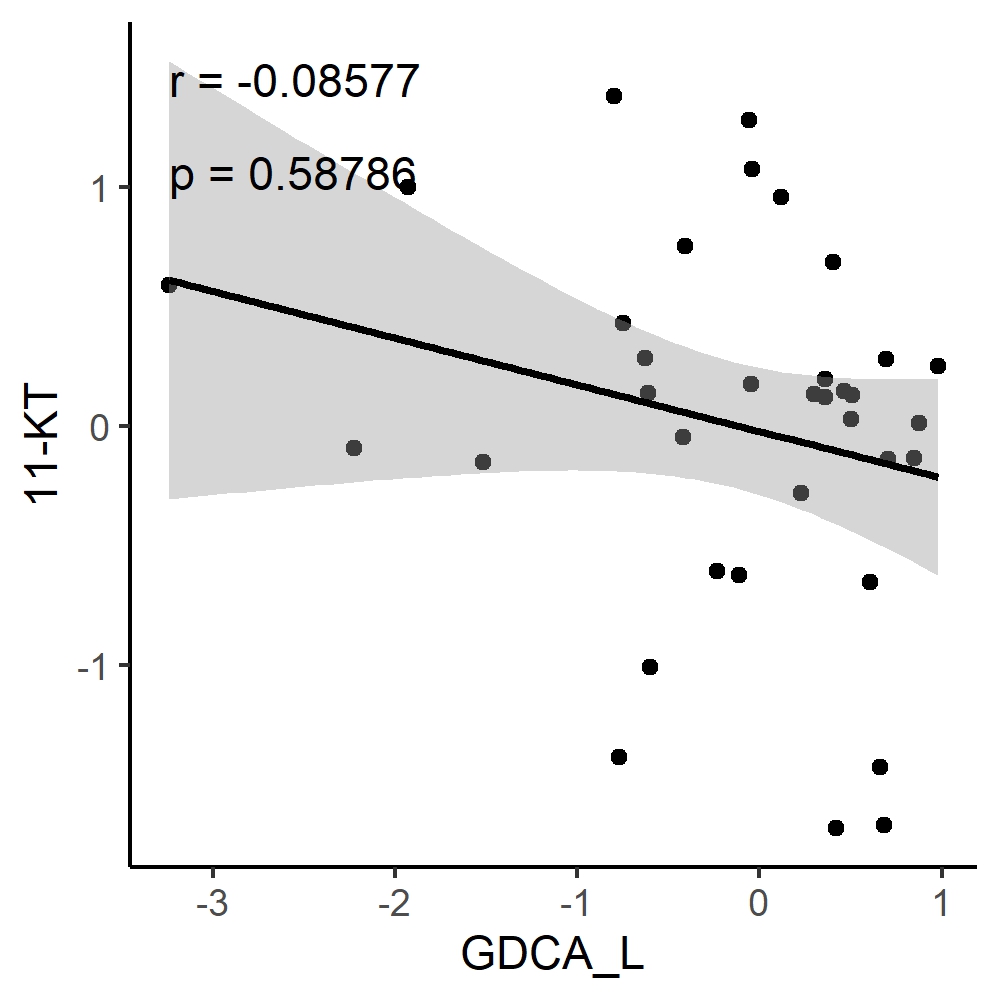 r = -0.08577
p = 0.58786
1
0
-1
11-KT
-3 -2 -1 0 1
GDCA_L